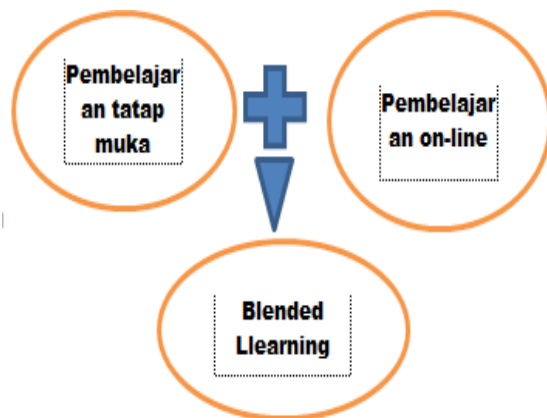 Pembelajar
an tatap
muka
Pembelajar
an on-line
Blended
Llearning